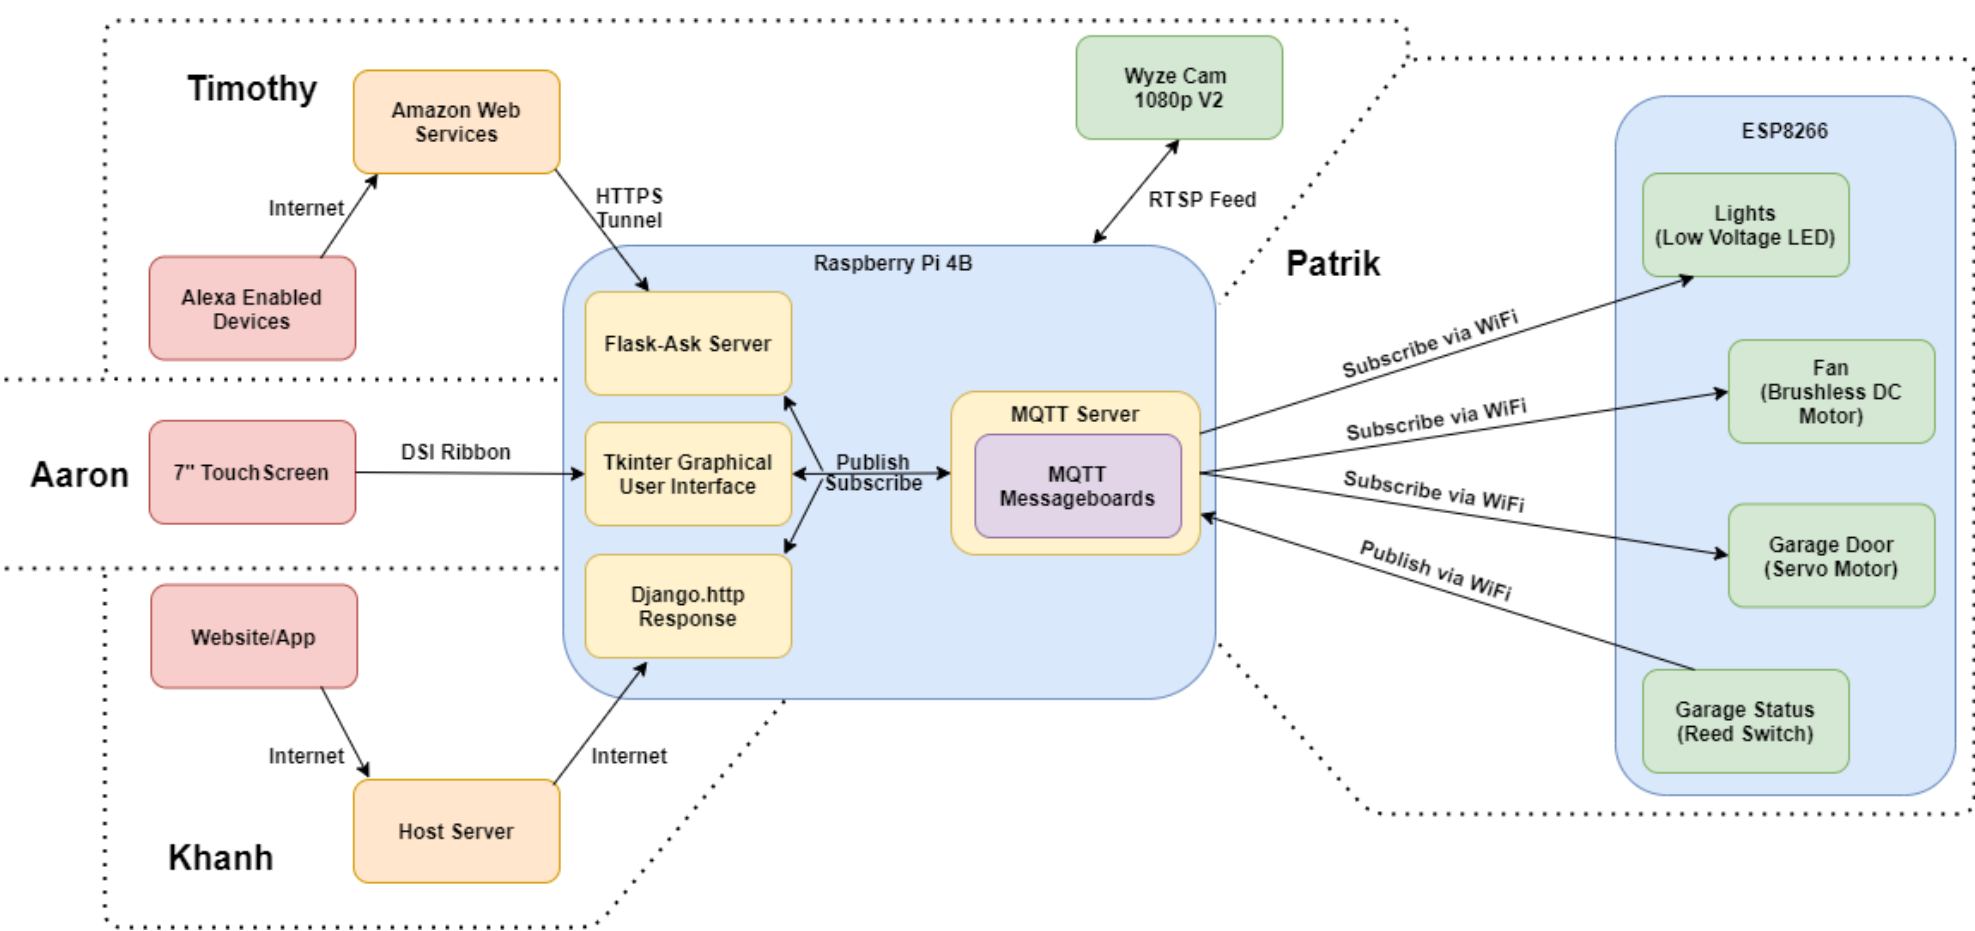 Timothy
Amazon Web
Services
Internet
HTTPS
Tunnel
Alexa Enabled
Devices
Wyze Cam
1080p V2
RTSP Feed
Raspberry Pi 4B
Flask-Ask Server
Aaron
7" TouchScreen
DSI Ribbon
Tkinter Graphical
User Interface
Publish
Subscribe
MQTT Server
MQTT
Messageboards
Django.http
Response
Website/App
Internet
Internet
Host Server
Khanh
Patrik
Subscribe via WiFi
Subscribe via WiFi
Subscribe via WiFi
Publish via WiFi
ESP8266
Lights
(Low Voltage LED)
Fan
(Brushless DC
Motor)
Garage Door
(Servo Motor)
Garage Status
(Reed Switch)